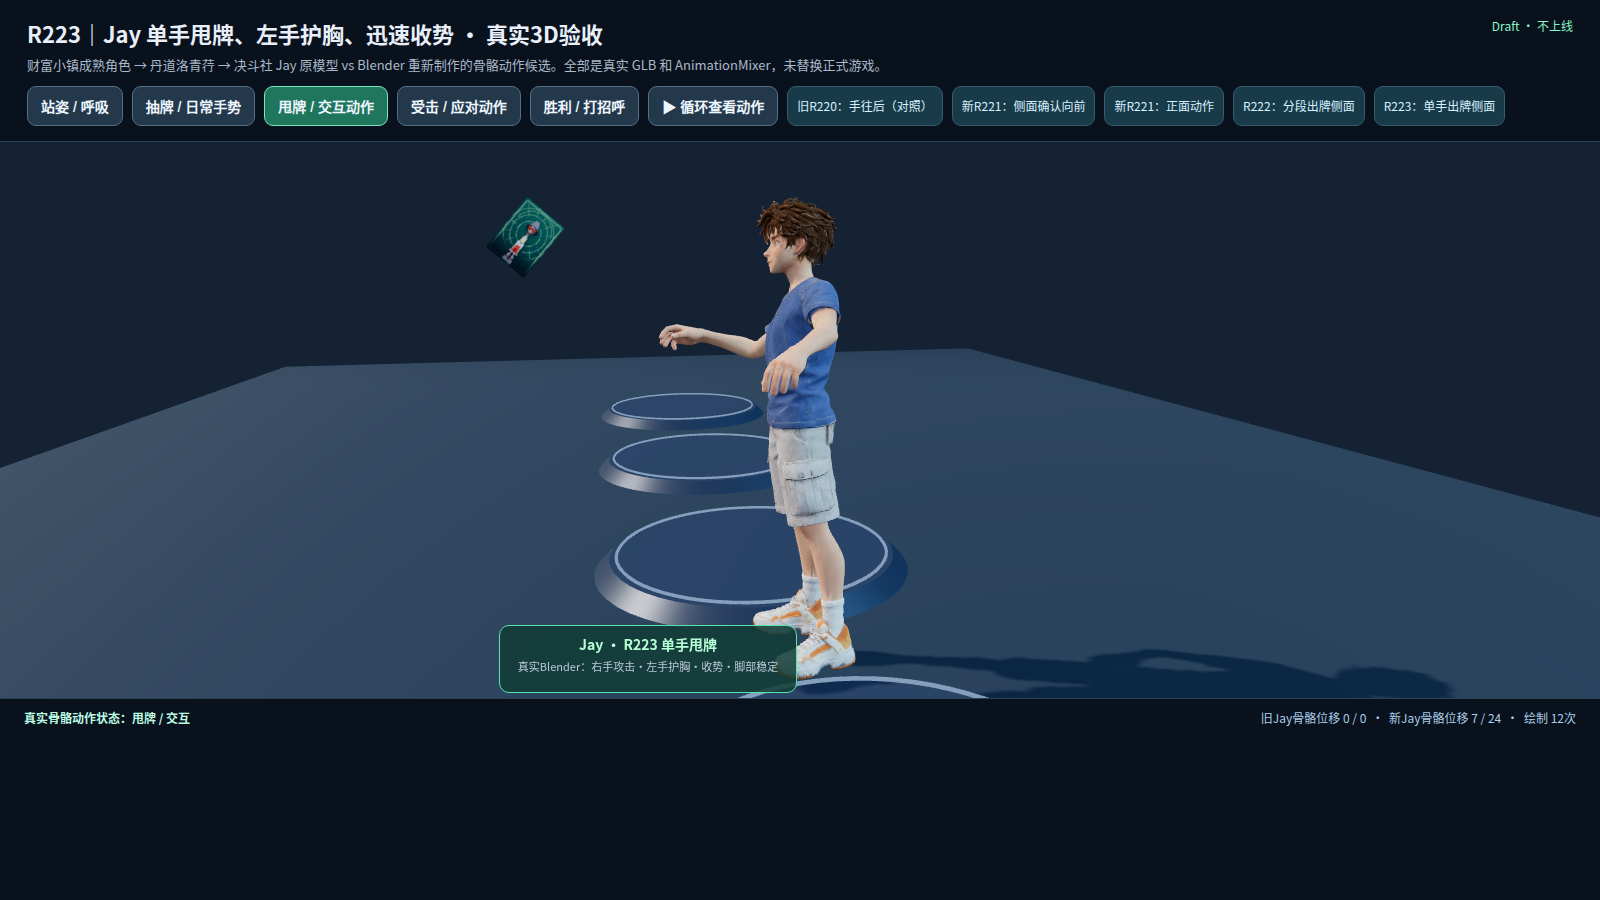 R223｜Jay 单手甩牌、左手护胸、迅速收势 · 真实3D验收
Draft · 不上线
财富小镇成熟角色 → 丹道洛青荇 → 决斗社 Jay 原模型 vs Blender 重新制作的骨骼动作候选。全部是真实 GLB 和 AnimationMixer，未替换正式游戏。
站姿 / 呼吸
抽牌 / 日常手势
甩牌 / 交互动作
受击 / 应对动作
胜利 / 打招呼
▶ 循环查看动作
旧R220：手往后（对照）
新R221：侧面确认向前
新R221：正面动作
R222：分段出牌侧面
R223：单手出牌侧面
Jay · R223 单手甩牌
真实Blender：右手攻击·左手护胸·收势·脚部稳定
真实骨骼动作状态：甩牌 / 交互
旧Jay骨骼位移 0 / 0 · 新Jay骨骼位移 7 / 24 · 绘制 12次